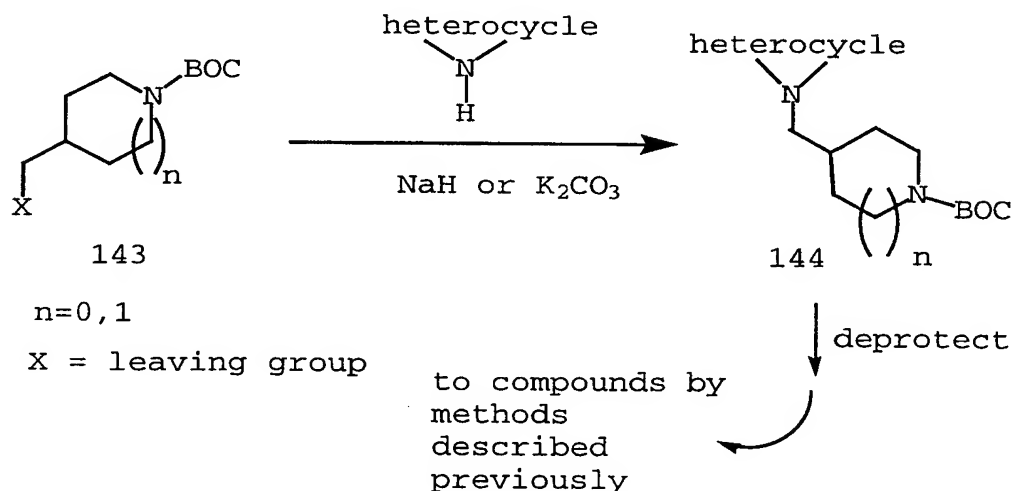 heterocycle
N
H
NaH or K₂CO₃
BOC
N
n
X
143
n=0,1
X = leaving group
heterocycle
N
N
BOC
n
144
deprotect
to compounds by
methods
described
previously